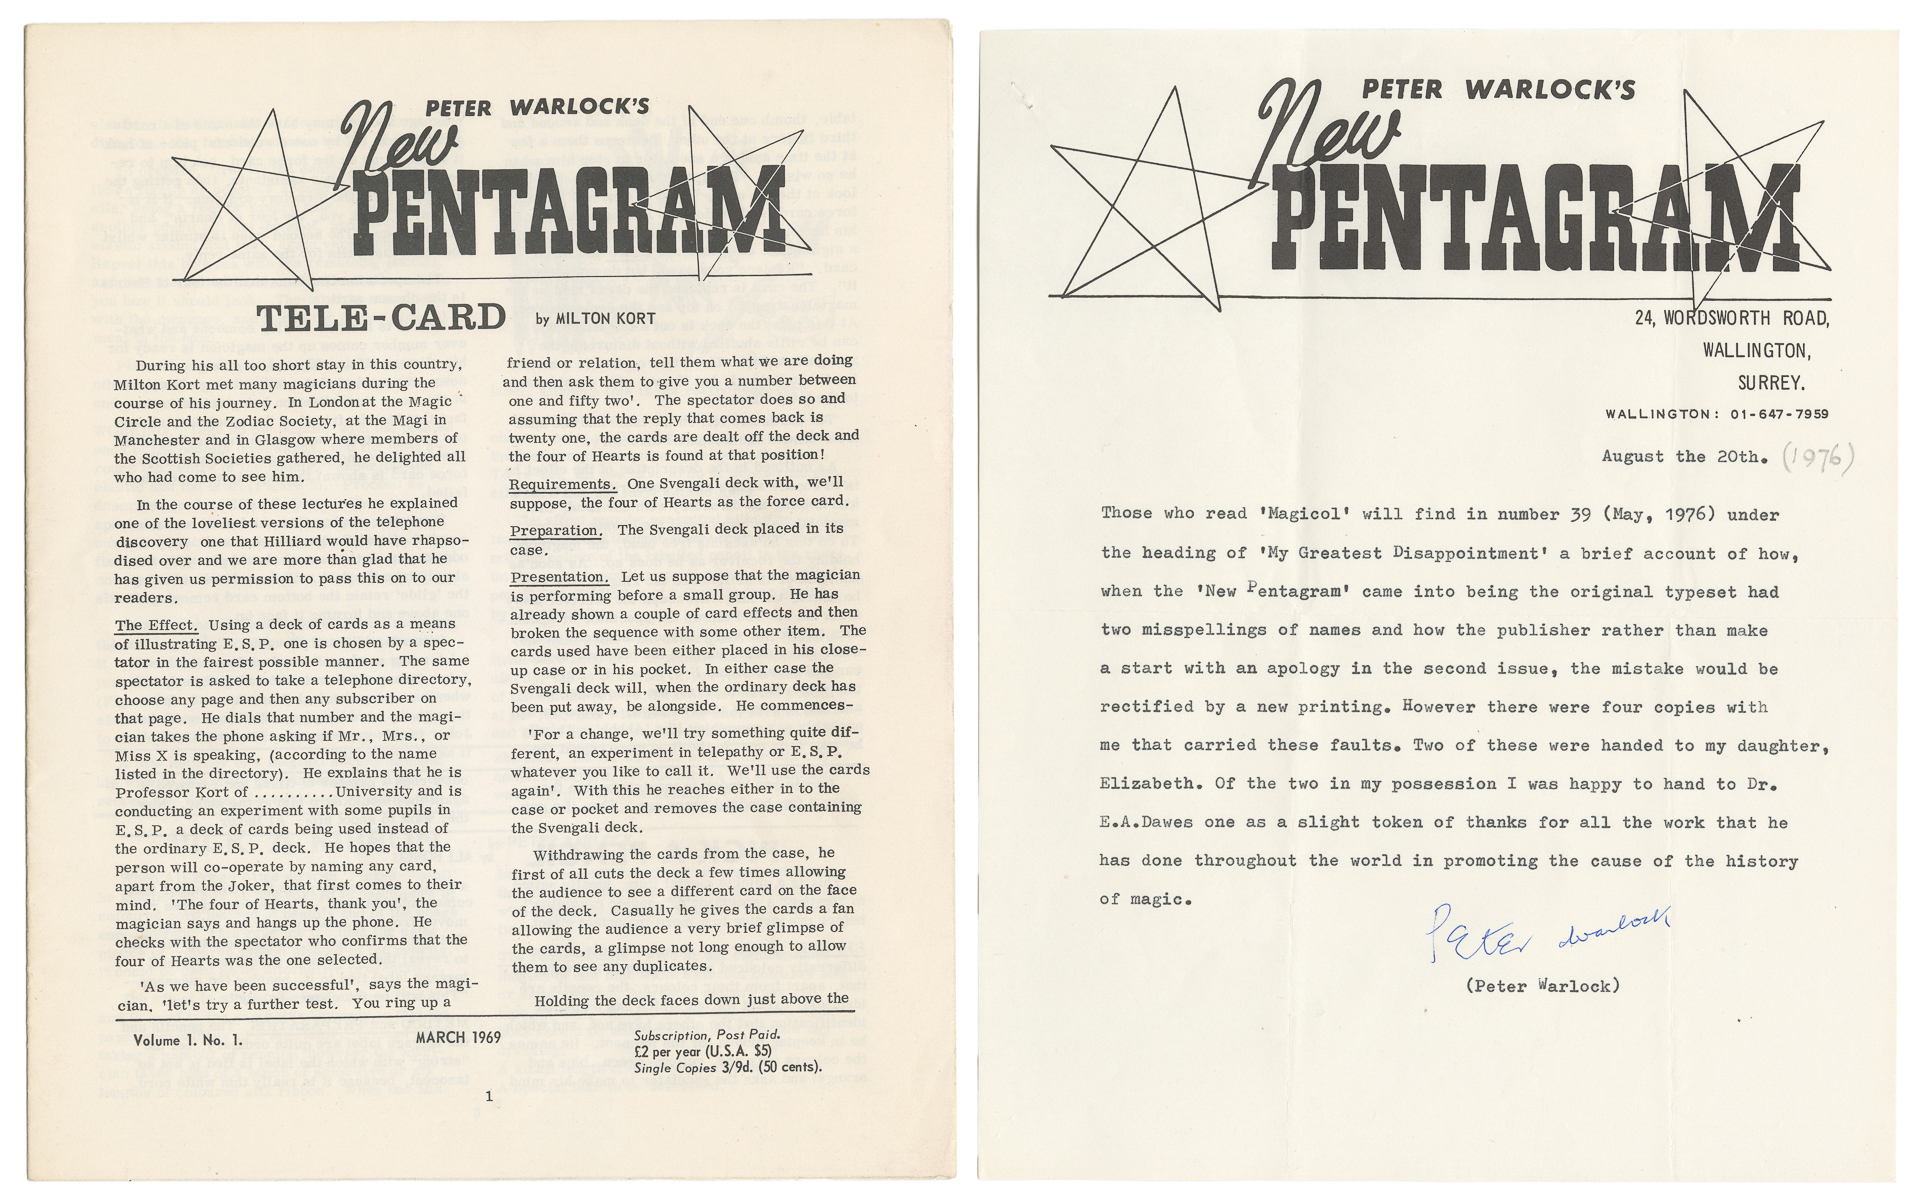 PETER WARLOCK'S
New
PENTAGRAM
TELE-CARD by MILTON KORT
During his all too short stay in this country,
Milton Kort met many magicians during the
course of his journey. In London at the Magic
Circle and the Zodiac Society, at the Magi in
Manchester and in Glasgow where members of
the Scottish Societies gathered, he delighted all
who had come to see him.
In the course of these lectures he explained
one of the loveliest versions of the telephone
discovery one that Hilliard would have rhapso-
dised over and we are more than glad that he
has given us permission to pass this on to our
readers.
The Effect. Using a deck of cards as a means
of illustrating E.S.P. one is chosen by a spec-
tator in the fairest possible manner. The same
spectator is asked to take a telephone directory,
choose any page and then any subscriber on
that page. He dials that number and the magi-
cian takes the phone asking if Mr., Mrs., or
Miss X is speaking, (according to the name
listed in the directory). He explains that he is
Professor Kort of ..........University and is
conducting an experiment with some pupils in
E.S.P. a deck of cards being used instead of
the ordinary E.S.P. deck. He hopes that the
person will co-operate by naming any card,
apart from the Joker, that first comes to their
mind. 'The four of Hearts, thank you', the
magician says and hangs up the phone. He
checks with the spectator who confirms that the
four of Hearts was the one selected.
'As we have been successful', says the magi-
cian, 'let's try a further test. You ring up a
friend or relation, tell them what we are doing
and then ask them to give you a number between
one and fifty two'. The spectator does so and
assuming that the reply that comes back is
twenty one, the cards are dealt off the deck and
the four of Hearts is found at that position!
Requirements. One Svengali deck with, we'll
suppose, the four of Hearts as the force card.
Preparation. The Svengali deck placed in its
case.
Presentation. Let us suppose that the magician
is performing before a small group. He has
already shown a couple of card effects and then
broken the sequence with some other item. The
cards used have been either placed in his close-
up case or in his pocket. In either case the
Svengali deck will, when the ordinary deck has
been put away, be alongside. He commences-
'For a change, we'll try something quite dif-
ferent, an experiment in telepathy or E.S.P.
whatever you like to call it. We'll use the cards
again'. With this he reaches either in to the
case or pocket and removes the case containing
the Svengali deck.
Withdrawing the cards from the case, he
first of all cuts the deck a few times allowing
the audience to see a different card on the face
of the deck. Casually he gives the cards a fan
allowing the audience a very brief glimpse of
the cards, a glimpse not long enough to allow
them to see any duplicates.
Holding the deck faces down just above the
Volume 1. No. 1. MARCH 1969 Subscription, Post Paid.
£2 per year (U.S.A. $5)
Single Copies 3/9d. (50 cents).
1
PETER WARLOCK'S
New
PENTAGRAM
24, WORDSWORTH ROAD,
WALLINGTON,
SURREY.
WALLINGTON: 01-647-7959
August the 20th. (1976)
Those who read 'Magicol' will find in number 39 (May, 1976) under
the heading of 'My Greatest Disappointment' a brief account of how,
when the 'New Pentagram' came into being the original typeset had
two misspellings of names and how the publisher rather than make
a start with an apology in the second issue, the mistake would be
rectified by a new printing. However there were four copies with
me that carried these faults. Two of these were handed to my daughter,
Elizabeth. Of the two in my possession I was happy to hand to Dr.
E.A.Dawes one as a slight token of thanks for all the work that he
has done throughout the world in promoting the cause of the history
of magic.
Peter Warlock
(Peter Warlock)